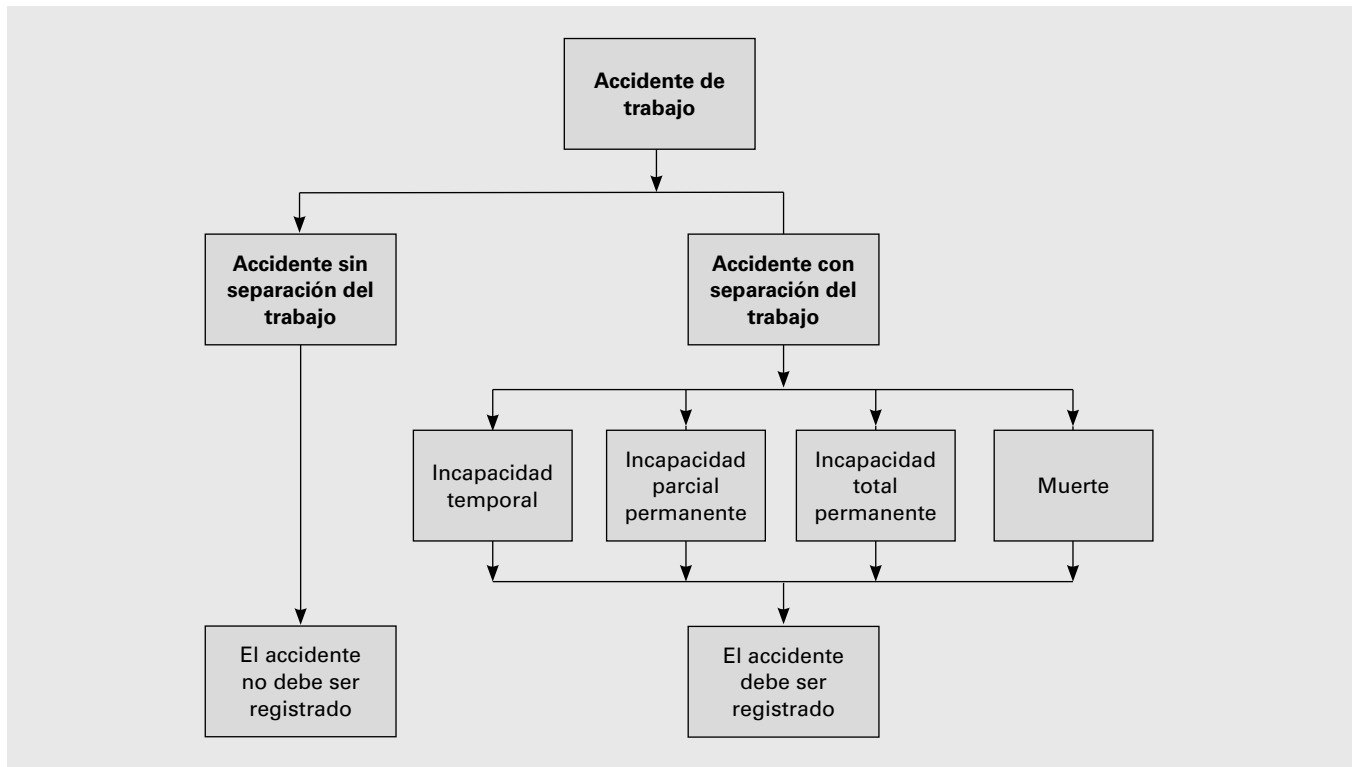 Accidente de
trabajo
Accidente sin
separación del
trabajo
Accidente con
separación del
trabajo
Incapacidad
temporal
Incapacidad
parcial
permanente
Incapacidad
total
permanente
Muerte
El accidente
no debe ser
registrado
El accidente
debe ser
registrado